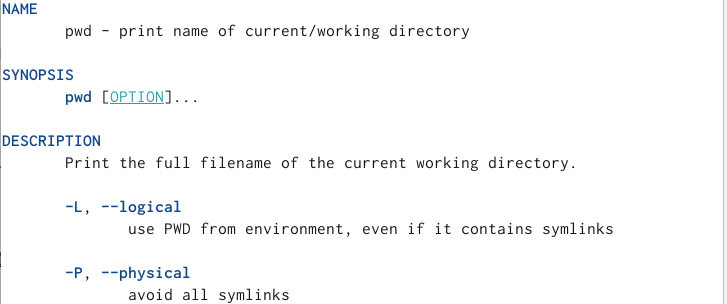 NAME
pwd - print name of current/working directory
SYNOPSIS
pwd [OPTION]...
DESCRIPTION
Print the full filename of the current working directory.
-L, --logical
use PWD from environment, even if it contains symlinks
-P, --physical
avoid all symlinks